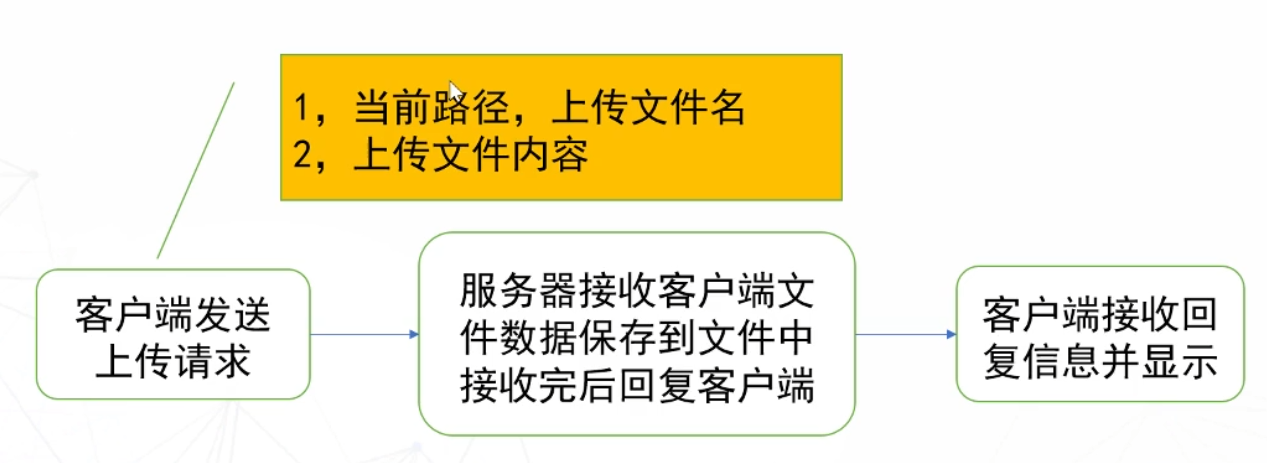 1，当前路径，上传文件名
2，上传文件内容
客户端发送
上传请求
服务器接收客户端文
件数据保存到文件中
接收完后回复客户端
客户端接收回
复信息并显示